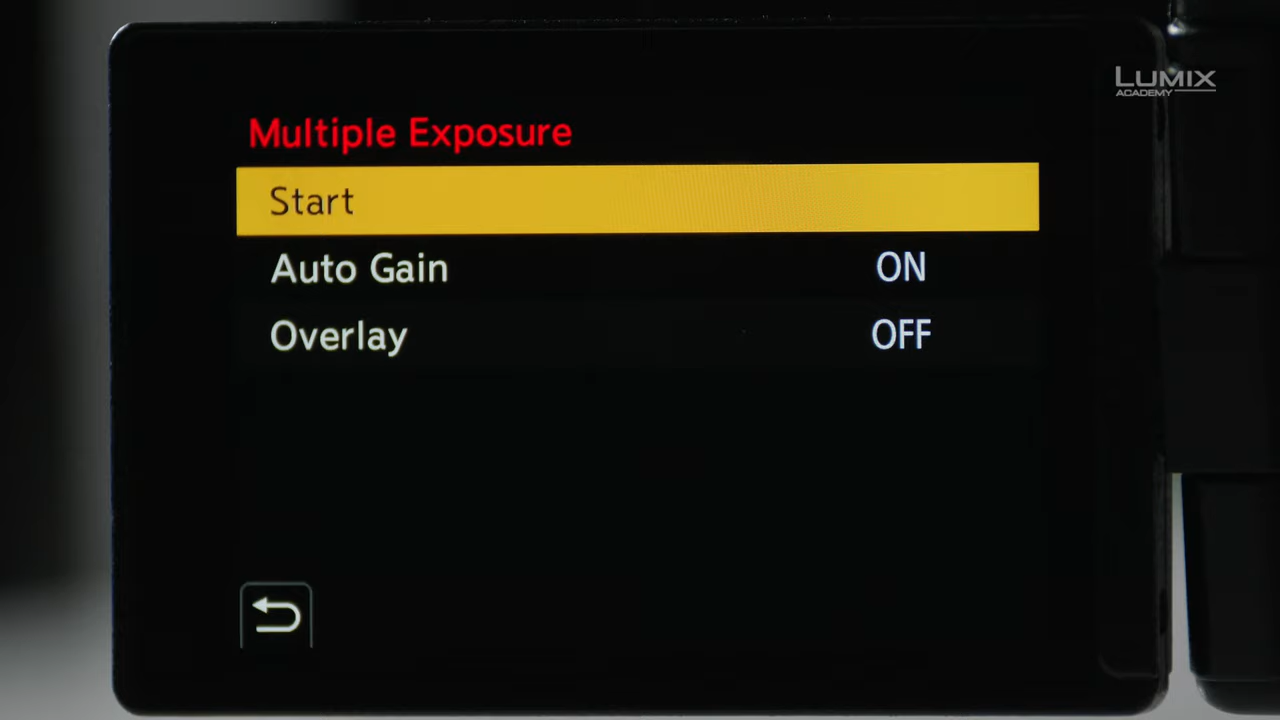 LUMIX
ACADEMY
Multiple Exposure
Start
Auto Gain ON
Overlay OFF